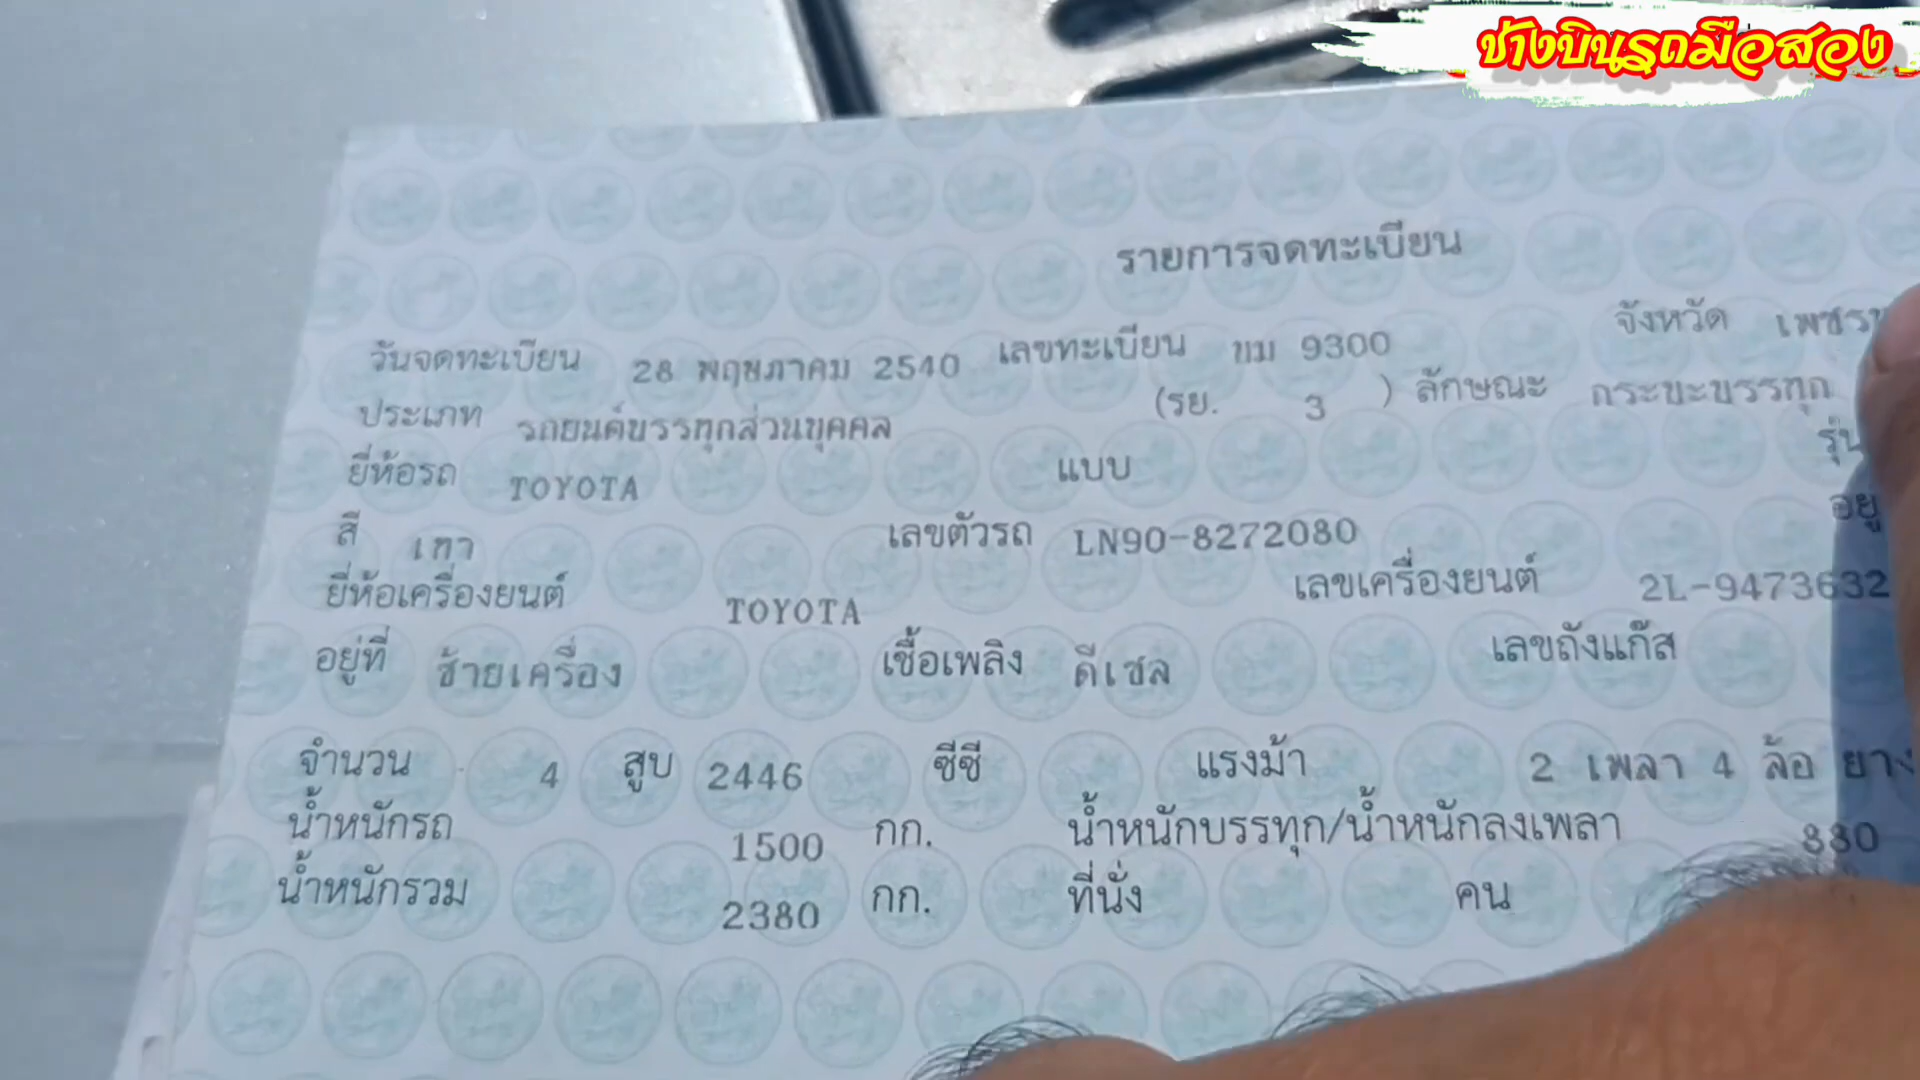 ช้างบินรถมือสอง
รายการจดทะเบียน
วันจดทะเบียน 28 พฤษภาคม 2540 เลขทะเบียน บม 9300 จังหวัด
ประเภท รถยนต์บรรทุกส่วนบุคคล (รย. 3 ) ลักษณะ กระบะบรรทุก
ยี่ห้อรถ TOYOTA แบบ รุ่น
สี เทา เลขตัวรถ LN90-8272080 อยู่
ยี่ห้อเครื่องยนต์ TOYOTA เลขเครื่องยนต์ 2L-9473632
อยู่ที่ ซ้ายเครื่อง เชื้อเพลิง ดีเซล เลขถังแก๊ส
จำนวน 4 สูบ 2446 ซีซี แรงม้า 2 เพลา 4 ล้อ ยาง
น้ำหนักรถ 1500 กก. น้ำหนักบรรทุก/น้ำหนักลงเพลา 880
น้ำหนักรวม 2380 กก. ที่นั่ง คน